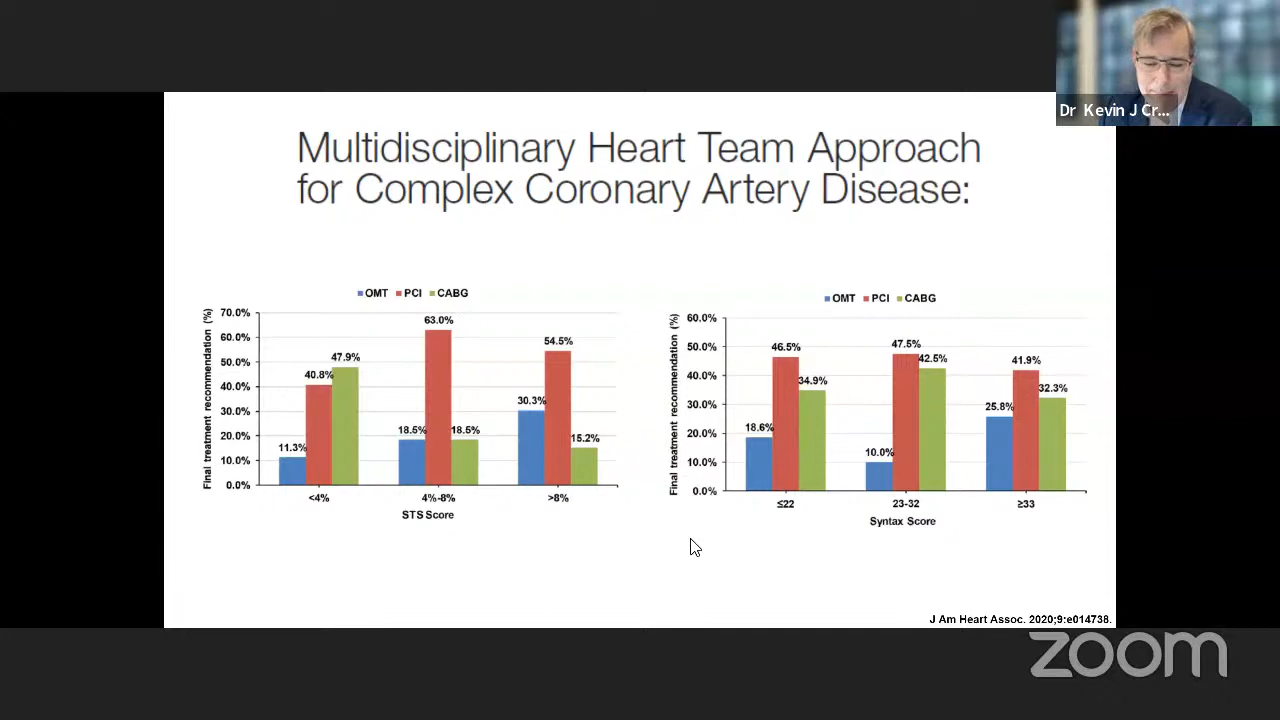 Dr Kevin J Cr...
Multidisciplinary Heart Team Approach
for Complex Coronary Artery Disease:
OMT PCI CABG
Final treatment recommendation (%)
70.0%
60.0%
50.0%
40.0%
30.0%
20.0%
10.0%
0.0%
11.3%
40.8%
47.9%
18.5%
63.0%
18.5%
30.3%
54.5%
15.2%
<4% 4%-8% >8%
STS Score
OMT PCI CABG
Final treatment recommendation (%)
60.0%
50.0%
40.0%
30.0%
20.0%
10.0%
0.0%
18.6%
46.5%
34.9%
10.0%
47.5%
42.5%
25.8%
41.9%
32.3%
≤22 23-32 ≥33
Syntax Score
J Am Heart Assoc. 2020;9:e014738.
zoom